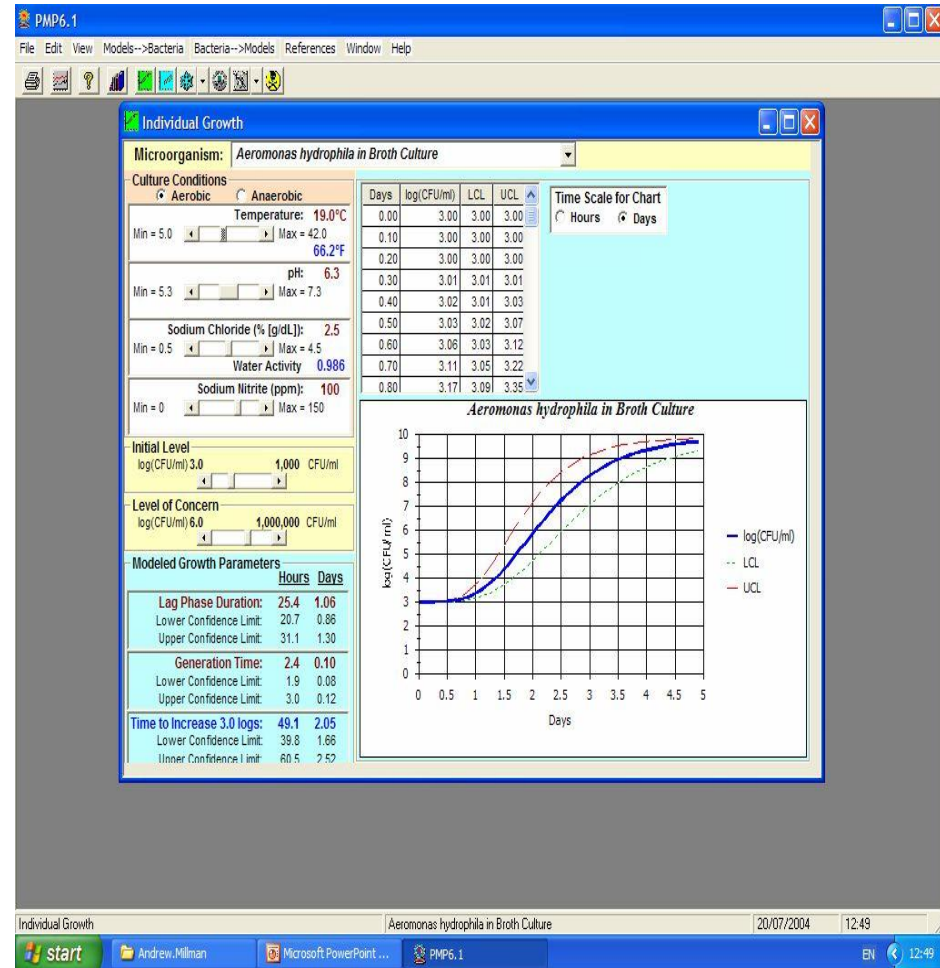 PMP6.1
File Edit View Models-->Bacteria Bacteria-->Models References Window Help
Individual Growth
Microorganism: Aeromonas hydrophila in Broth Culture
Culture Conditions
Aerobic Anaerobic
Temperature: 19.0°C
Min = 5.0 Max = 42.0
66.2°F
pH: 6.3
Min = 5.3 Max = 7.3
Sodium Chloride (% [g/dL]): 2.5
Min = 0.5 Max = 4.5
Water Activity 0.986
Sodium Nitrite (ppm): 100
Min = 0 Max = 150
Initial Level
log(CFU/ml) 3.0 1,000 CFU/ml
Level of Concern
log(CFU/ml) 6.0 1,000,000 CFU/ml
Modeled Growth Parameters
Hours Days
Lag Phase Duration: 25.4 1.06
Lower Confidence Limit: 20.7 0.86
Upper Confidence Limit: 31.1 1.30
Generation Time: 2.4 0.10
Lower Confidence Limit: 1.9 0.08
Upper Confidence Limit: 3.0 0.12
Time to Increase 3.0 logs: 49.1 2.05
Lower Confidence Limit: 39.8 1.66
Upper Confidence Limit: 60.5 2.52
Days log(CFU/ml) LCL UCL
0.00 3.00 3.00 3.00
0.10 3.00 3.00 3.00
0.20 3.00 3.00 3.00
0.30 3.01 3.01 3.01
0.40 3.02 3.01 3.03
0.50 3.03 3.02 3.07
0.60 3.06 3.03 3.12
0.70 3.11 3.05 3.22
0.80 3.17 3.09 3.35
Time Scale for Chart
Hours Days
Aeromonas hydrophila in Broth Culture
log(CFU/ml)
10
9
8
7
6
5
4
3
2
1
0
0 0.5 1 1.5 2 2.5 3 3.5 4 4.5 5
Days
log(CFU/ml)
LCL
UCL
Individual Growth Aeromonas hydrophila in Broth Culture 20/07/2004 12:49
start Andrew.Millman Microsoft PowerPoint ... PMP6.1 EN 12:49